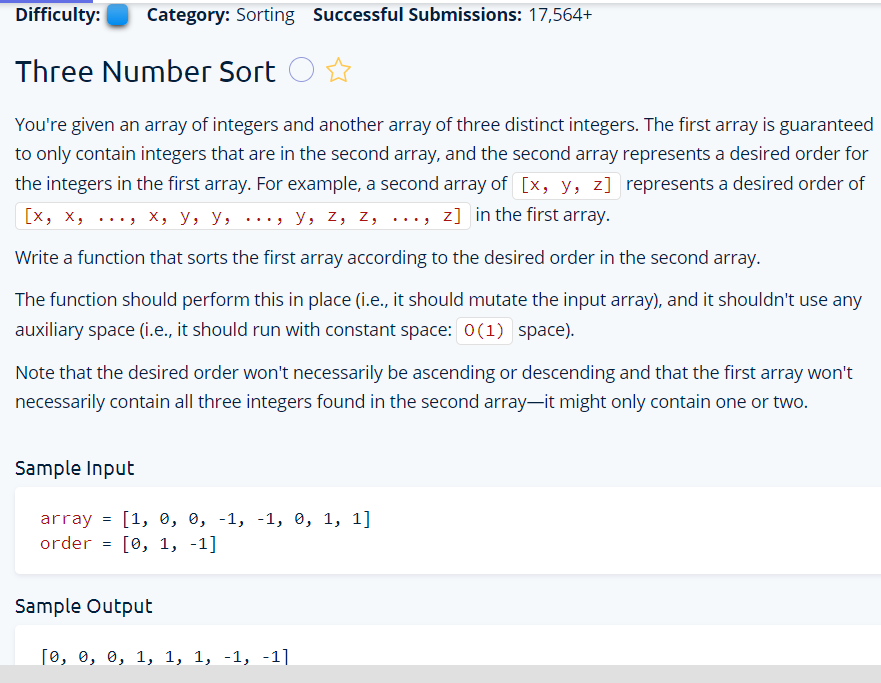 Difficulty: Category: Sorting Successful Submissions: 17,564+
Three Number Sort
You're given an array of integers and another array of three distinct integers. The first array is guaranteed
to only contain integers that are in the second array, and the second array represents a desired order for
the integers in the first array. For example, a second array of [x, y, z] represents a desired order of
[x, x, ..., x, y, y, ..., y, z, z, ..., z] in the first array.
Write a function that sorts the first array according to the desired order in the second array.
The function should perform this in place (i.e., it should mutate the input array), and it shouldn't use any
auxiliary space (i.e., it should run with constant space: O(1) space).
Note that the desired order won't necessarily be ascending or descending and that the first array won't
necessarily contain all three integers found in the second array—it might only contain one or two.
Sample Input
array = [1, 0, 0, -1, -1, 0, 1, 1]
order = [0, 1, -1]
Sample Output
[0, 0, 0, 1, 1, 1, -1, -1]